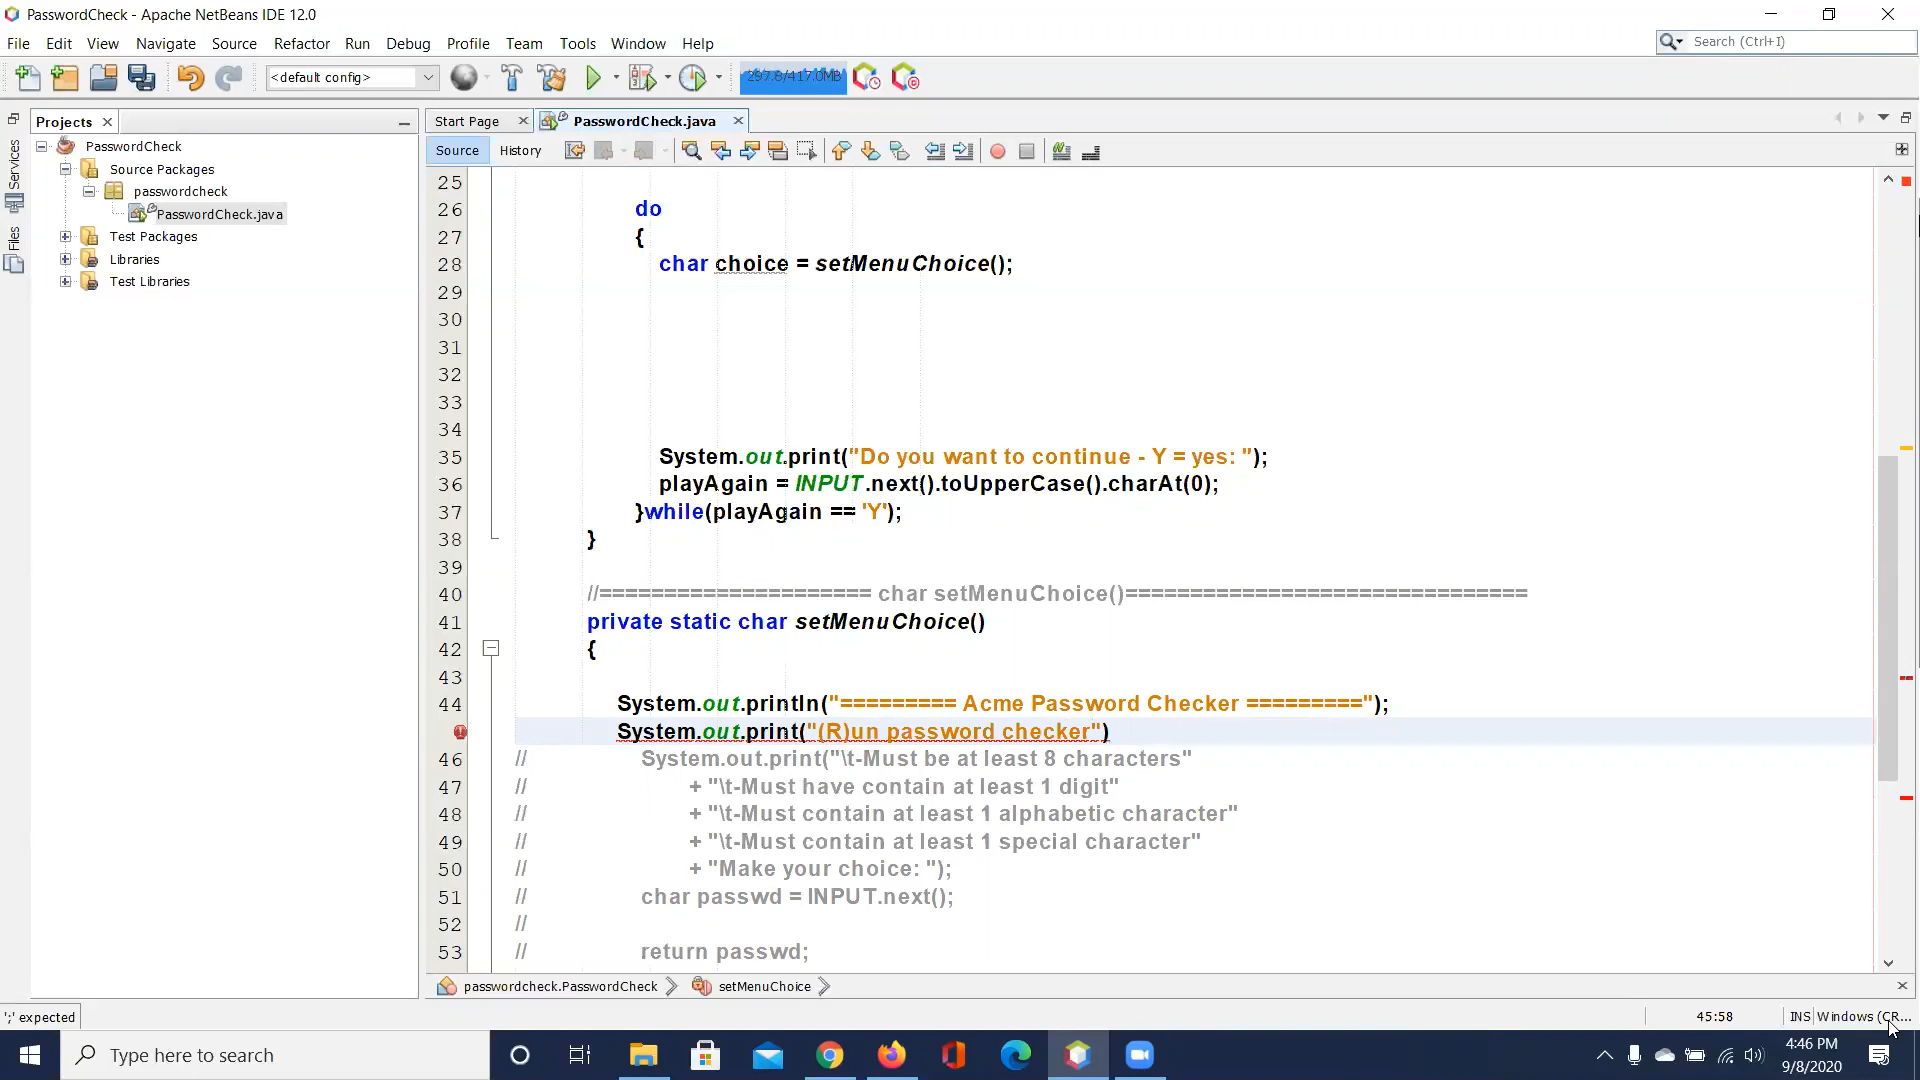 PasswordCheck - Apache NetBeans IDE 12.0
File Edit View Navigate Source Refactor Run Debug Profile Team Tools Window Help
Search (Ctrl+I)
<default config>
297.8/417.0MB
Projects
Start Page
PasswordCheck.java
Source
History
Services
Files
PasswordCheck
Source Packages
passwordcheck
PasswordCheck.java
Test Packages
Libraries
Test Libraries
25
26 do
27 {
28 char choice = setMenuChoice();
29
30
31
32
33
34
35 System.out.print("Do you want to continue - Y = yes: ");
36 playAgain = INPUT.next().toUpperCase().charAt(0);
37 }while(playAgain == 'Y');
38 }
39
40 //===================== char setMenuChoice()===============================
41 private static char setMenuChoice()
42 {
43
44 System.out.println("========= Acme Password Checker =========");
System.out.print("(R)un password checker")
46 // System.out.print("\t-Must be at least 8 characters"
47 // + "\t-Must have contain at least 1 digit"
48 // + "\t-Must contain at least 1 alphabetic character"
49 // + "\t-Must contain at least 1 special character"
50 // + "Make your choice: ");
51 // char passwd = INPUT.next();
52 //
53 // return passwd;
passwordcheck.PasswordCheck
setMenuChoice
';' expected
45:58
INS
Windows (CR...
Type here to search
4:46 PM
9/8/2020